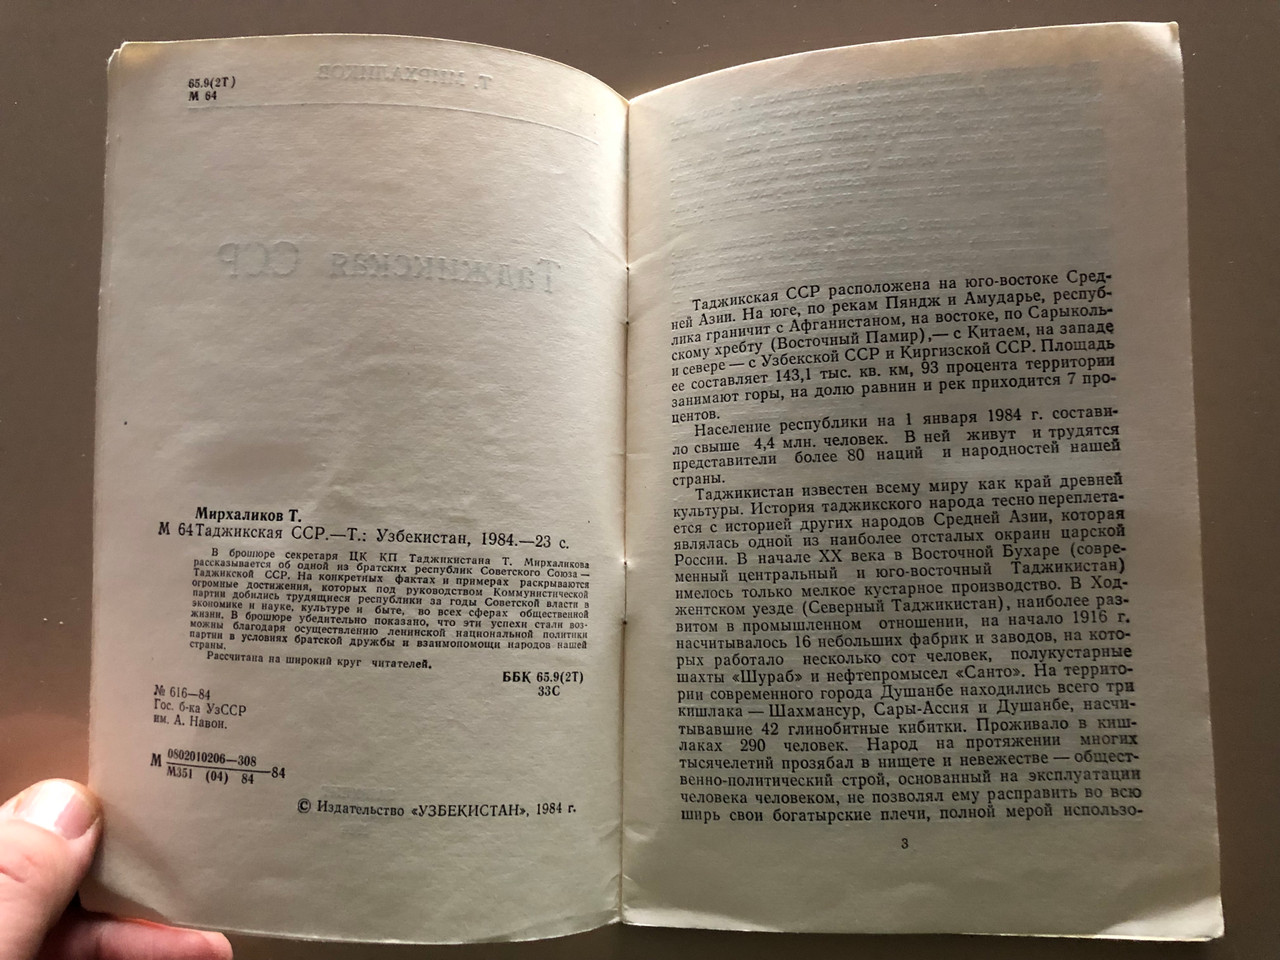 65.9(2Т)
М 64
Т. МИРХАЛИКОВ
Таджикская ССР
Мирхаликов Т.
М 64 Таджикская ССР.—Т.: Узбекистан, 1984.—23 с.
В брошюре секретаря ЦК КП Таджикистана Т. Мирхаликова
рассказывается об одной из братских республик Советского Союза—
Таджикской ССР. На конкретных фактах и примерах раскрываются
огромные достижения, которых под руководством Коммунистической
партии добились трудящиеся республики за годы Советской власти в
экономике и науке, культуре и быте, во всех сферах общественной
жизни. В брошюре убедительно показано, что эти успехи стали воз-
можны благодаря осуществлению ленинской национальной политики
партии в условиях братской дружбы и взаимопомощи народов нашей
страны.
Рассчитана на широкий круг читателей.
ББК 65.9(2Т)
33С
№ 616—84
Гос. б-ка УзССР
им. А. Навои.
М 0802010206—308
М351 (04) 84 —84
© Издательство «УЗБЕКИСТАН», 1984 г.
Таджикская ССР расположена на юго-востоке Сред-
ней Азии. На юге, по рекам Пяндж и Амударье, респуб-
лика граничит с Афганистаном, на востоке, по Сарыколь-
скому хребту (Восточный Памир),— с Китаем, на западе
и севере — с Узбекской ССР и Киргизской ССР. Площадь
ее составляет 143,1 тыс. кв. км, 93 процента территории
занимают горы, на долю равнин и рек приходится 7 про-
центов.
Население республики на 1 января 1984 г. состави-
ло свыше 4,4 млн. человек. В ней живут и трудятся
представители более 80 наций и народностей нашей
страны.
Таджикистан известен всему миру как край древней
культуры. История таджикского народа тесно переплета-
ется с историей других народов Средней Азии, которая
являлась одной из наиболее отсталых окраин царской
России. В начале XX века в Восточной Бухаре (совре-
менный центральный и юго-восточный Таджикистан)
имелось только мелкое кустарное производство. В Ход-
жентском уезде (Северный Таджикистан), наиболее раз-
витом в промышленном отношении, на начало 1916 г.
насчитывалось 16 небольших фабрик и заводов, на кото-
рых работало несколько сот человек, полукустарные
шахты «Шураб» и нефтепромысел «Санто». На террито-
рии современного города Душанбе находились всего три
кишлака — Шахмансур, Сары-Ассия и Душанбе, насчи-
тывавшие 42 глинобитные кибитки. Проживало в киш-
лаках 290 человек. Народ на протяжении многих
тысячелетий прозябал в нищете и невежестве — общест-
венно-политический строй, основанный на эксплуатации
человека человеком, не позволял ему расправить во всю
ширь свои богатырские плечи, полной мерой использо-
3